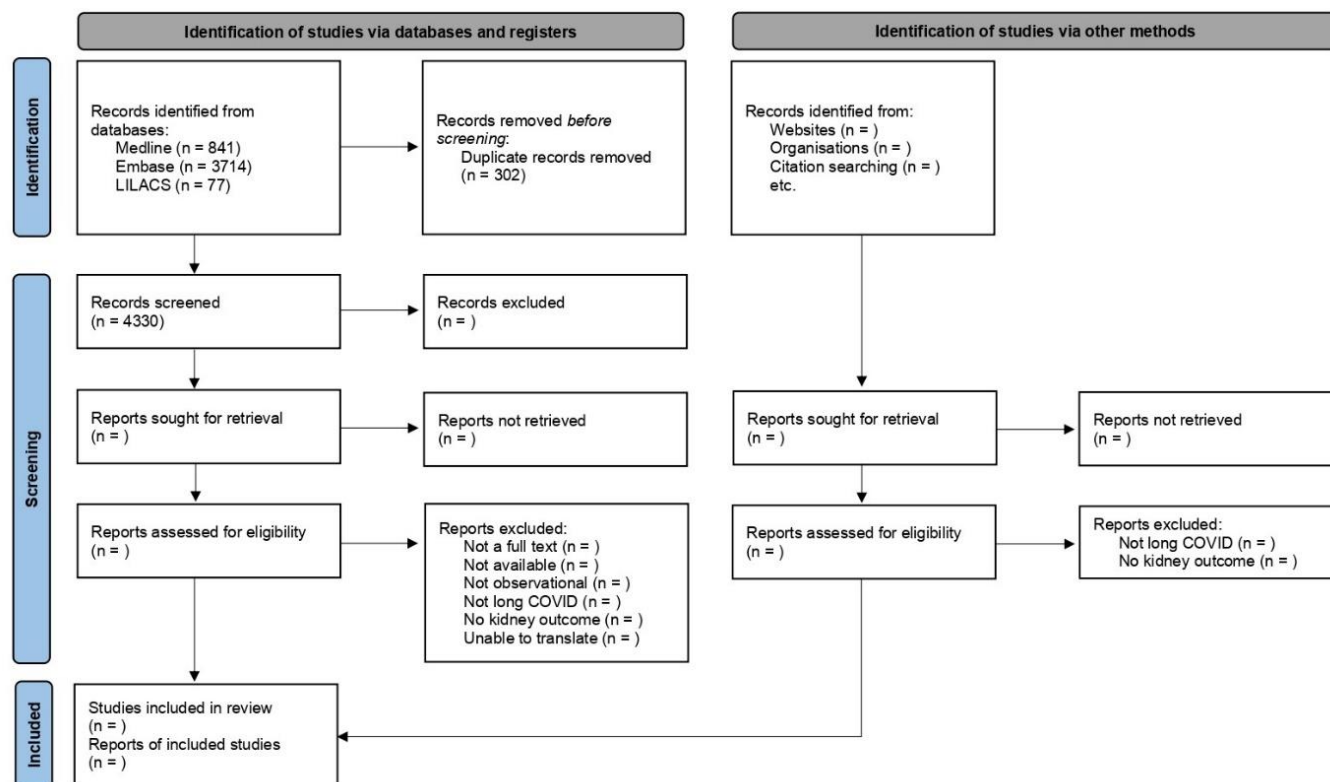 Identification of studies via databases and registers
Identification of studies via other methods
Identification
Records identified from
databases:
Medline (n = 841)
Embase (n = 3714)
LILACS (n = 77)
Records removed before
screening:
Duplicate records removed
(n = 302)
Records identified from:
Websites (n = )
Organisations (n = )
Citation searching (n = )
etc.
Screening
Records screened
(n = 4330)
Records excluded
(n = )
Reports sought for retrieval
(n = )
Reports not retrieved
(n = )
Reports sought for retrieval
(n = )
Reports not retrieved
(n = )
Reports assessed for eligibility
(n = )
Reports excluded:
Not a full text (n = )
Not available (n = )
Not observational (n = )
Not long COVID (n = )
No kidney outcome (n = )
Unable to translate (n = )
Reports assessed for eligibility
(n = )
Reports excluded:
Not long COVID (n = )
No kidney outcome (n = )
Included
Studies included in review
(n = )
Reports of included studies
(n = )